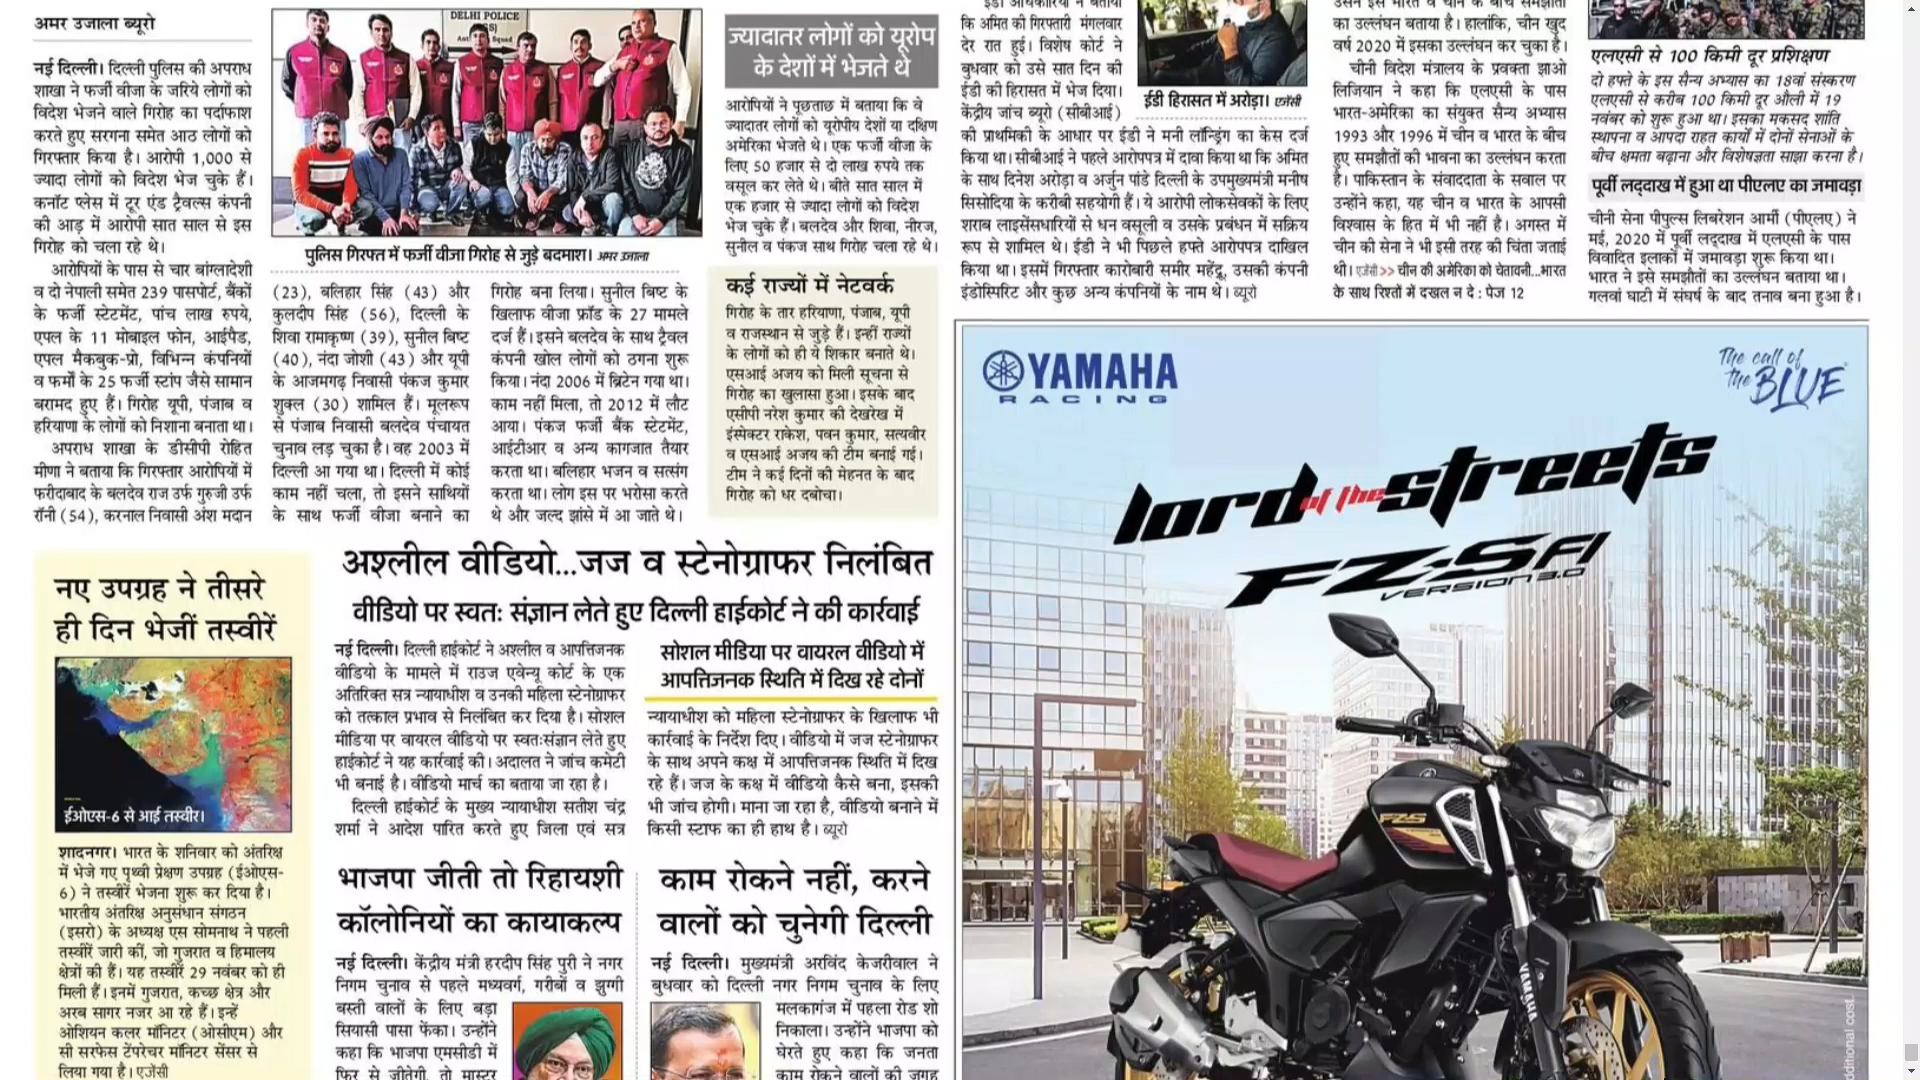 अमर उजाला ब्यूरो
नई दिल्ली। दिल्ली पुलिस की अपराध
शाखा ने फर्जी वीजा के जरिये लोगों को
विदेश भेजने वाले गिरोह का पर्दाफाश
करते हुए सरगना समेत आठ लोगों को
गिरफ्तार किया है। आरोपी 1,000 से
ज्यादा लोगों को विदेश भेज चुके हैं।
कनॉट प्लेस में टूर एंड ट्रैवल्स कंपनी
की आड़ में आरोपी सात साल से इस
गिरोह को चला रहे थे।
आरोपियों के पास से चार बांग्लादेशी
व दो नेपाली समेत 239 पासपोर्ट, बैंकों
के फर्जी स्टेटमेंट, पांच लाख रुपये,
एपल के 11 मोबाइल फोन, आईपैड,
एपल मैकबुक-प्रो, विभिन्न कंपनियों
व फर्मों के 25 फर्जी स्टांप जैसे सामान
बरामद हुए हैं। गिरोह यूपी, पंजाब व
हरियाणा के लोगों को निशाना बनाता था।
अपराध शाखा के डीसीपी रोहित
मीणा ने बताया कि गिरफ्तार आरोपियों में
फरीदाबाद के बलदेव राज उर्फ गुरुजी उर्फ
रॉनी (54), करनाल निवासी अंश मदान
DELHI POLICE
पुलिस गिरफ्त में फर्जी वीजा गिरोह से जुड़े बदमाश। अमर उजाला
(23), बलिहार सिंह (43) और
कुलदीप सिंह (56), दिल्ली के
शिवा रामाकृष्ण (39), सुनील बिष्ट
(40), नंदा जोशी (43) और यूपी
के आजमगढ़ निवासी पंकज कुमार
शुक्ल (30) शामिल हैं। मूलरूप
से पंजाब निवासी बलदेव पंचायत
चुनाव लड़ चुका है। वह 2003 में
दिल्ली आ गया था। दिल्ली में कोई
काम नहीं चला, तो इसने साथियों
के साथ फर्जी वीजा बनाने का
गिरोह बना लिया। सुनील बिष्ट के
खिलाफ वीजा फ्रॉड के 27 मामले
दर्ज हैं। इसने बलदेव के साथ ट्रैवल
कंपनी खोल लोगों को ठगना शुरू
किया। नंदा 2006 में ब्रिटेन गया था।
काम नहीं मिला, तो 2012 में लौट
आया। पंकज फर्जी बैंक स्टेटमेंट,
आईटीआर व अन्य कागजात तैयार
करता था। बलिहार भजन व सत्संग
करता था। लोग इस पर भरोसा करते
थे और जल्द झांसे में आ जाते थे।
ज्यादातर लोगों को यूरोप
के देशों में भेजते थे
आरोपियों ने पूछताछ में बताया कि वे
ज्यादातर लोगों को यूरोपीय देशों या दक्षिण
अमेरिका भेजते थे। एक फर्जी वीजा के
लिए 50 हजार से दो लाख रुपये तक
वसूल कर लेते थे। बीते सात साल में
एक हजार से ज्यादा लोगों को विदेश
भेज चुके हैं। बलदेव और शिवा, नीरज,
सुनील व पंकज साथ गिरोह चला रहे थे।
कई राज्यों में नेटवर्क
गिरोह के तार हरियाणा, पंजाब, यूपी
व राजस्थान से जुड़े हैं। इन्हीं राज्यों
के लोगों को ही ये शिकार बनाते थे।
एसआई अजय को मिली सूचना से
गिरोह का खुलासा हुआ। इसके बाद
एसीपी नरेश कुमार की देखरेख में
इंस्पेक्टर राकेश, पवन कुमार, सत्यवीर
व एसआई अजय की टीम बनाई गई।
टीम ने कई दिनों की मेहनत के बाद
गिरोह को धर दबोचा।
ईडी अधिकारियों ने बताया
कि अमित की गिरफ्तारी मंगलवार
देर रात हुई। विशेष कोर्ट ने
बुधवार को उसे सात दिन की
ईडी की हिरासत में भेज दिया।
केंद्रीय जांच ब्यूरो (सीबीआई)
ईडी हिरासत में अरोड़ा। एजेंसी
की प्राथमिकी के आधार पर ईडी ने मनी लॉन्ड्रिंग का केस दर्ज
किया था। सीबीआई ने पहले आरोपपत्र में दावा किया था कि अमित
के साथ दिनेश अरोड़ा व अर्जुन पांडे दिल्ली के उपमुख्यमंत्री मनीष
सिसोदिया के करीबी सहयोगी हैं। ये आरोपी लोकसेवकों के लिए
शराब लाइसेंसधारियों से धन वसूली व उसके प्रबंधन में सक्रिय
रूप से शामिल थे। ईडी ने भी पिछले हफ्ते आरोपपत्र दाखिल
किया था। इसमें गिरफ्तार कारोबारी समीर महेंद्रू, उसकी कंपनी
इंडोस्पिरिट और कुछ अन्य कंपनियों के नाम थे। ब्यूरो
उसने इसे भारत व चीन के बीच समझौतों
का उल्लंघन बताया है। हालांकि, चीन खुद
वर्ष 2020 में इसका उल्लंघन कर चुका है।
चीनी विदेश मंत्रालय के प्रवक्ता झाओ
लिजियान ने कहा कि एलएसी के पास
भारत-अमेरिका का संयुक्त सैन्य अभ्यास
1993 और 1996 में चीन व भारत के बीच
हुए समझौतों की भावना का उल्लंघन करता
है। पाकिस्तान के संवाददाता के सवाल पर
उन्होंने कहा, यह चीन व भारत के आपसी
विश्वास के हित में भी नहीं है। अगस्त में
चीन की सेना ने भी इसी तरह की चिंता जताई
थी। एजेंसी >> चीन की अमेरिका को चेतावनी...भारत
के साथ रिश्तों में दखल न दे : पेज 12
एलएसी से 100 किमी दूर प्रशिक्षण
दो हफ्ते के इस सैन्य अभ्यास का 18वां संस्करण
एलएसी से करीब 100 किमी दूर औली में 19
नवंबर को शुरू हुआ था। इसका मकसद शांति
स्थापना व आपदा राहत कार्यों में दोनों सेनाओं के
बीच क्षमता बढ़ाना और विशेषज्ञता साझा करना है।
पूर्वी लद्दाख में हुआ था पीएलए का जमावड़ा
चीनी सेना पीपुल्स लिबरेशन आर्मी (पीएलए) ने
मई, 2020 में पूर्वी लद्दाख में एलएसी के पास
विवादित इलाकों में जमावड़ा शुरू किया था।
भारत ने इसे समझौतों का उल्लंघन बताया था।
गलवां घाटी में संघर्ष के बाद तनाव बना हुआ है।
नए उपग्रह ने तीसरे
ही दिन भेजीं तस्वीरें
ईओएस-6 से आई तस्वीर।
शादनगर। भारत के शनिवार को अंतरिक्ष
में भेजे गए पृथ्वी प्रेक्षण उपग्रह (ईओएस-
6) ने तस्वीरें भेजना शुरू कर दिया है।
भारतीय अंतरिक्ष अनुसंधान संगठन
(इसरो) के अध्यक्ष एस सोमनाथ ने पहली
तस्वीरें जारी कीं, जो गुजरात व हिमालय
क्षेत्रों की हैं। यह तस्वीरें 29 नवंबर को ही
मिली हैं। इनमें गुजरात, कच्छ क्षेत्र और
अरब सागर नजर आ रहे हैं। इन्हें
ओशियन कलर मॉनिटर (ओसीएम) और
सी सरफेस टेंपरेचर मॉनिटर सेंसर से
लिया गया है। एजेंसी
अश्लील वीडियो...जज व स्टेनोग्राफर निलंबित
वीडियो पर स्वतः संज्ञान लेते हुए दिल्ली हाईकोर्ट ने की कार्रवाई
नई दिल्ली। दिल्ली हाईकोर्ट ने अश्लील व आपत्तिजनक
वीडियो के मामले में राउज एवेन्यू कोर्ट के एक
अतिरिक्त सत्र न्यायाधीश व उनकी महिला स्टेनोग्राफर
को तत्काल प्रभाव से निलंबित कर दिया है। सोशल
मीडिया पर वायरल वीडियो पर स्वतःसंज्ञान लेते हुए
हाईकोर्ट ने यह कार्रवाई की। अदालत ने जांच कमेटी
भी बनाई है। वीडियो मार्च का बताया जा रहा है।
दिल्ली हाईकोर्ट के मुख्य न्यायाधीश सतीश चंद्र
शर्मा ने आदेश पारित करते हुए जिला एवं सत्र
सोशल मीडिया पर वायरल वीडियो में
आपत्तिजनक स्थिति में दिख रहे दोनों
न्यायाधीश को महिला स्टेनोग्राफर के खिलाफ भी
कार्रवाई के निर्देश दिए। वीडियो में जज स्टेनोग्राफर
के साथ अपने कक्ष में आपत्तिजनक स्थिति में दिख
रहे हैं। जज के कक्ष में वीडियो कैसे बना, इसकी
भी जांच होगी। माना जा रहा है, वीडियो बनाने में
किसी स्टाफ का ही हाथ है। ब्यूरो
भाजपा जीती तो रिहायशी
कॉलोनियों का कायाकल्प
नई दिल्ली। केंद्रीय मंत्री हरदीप सिंह पुरी ने नगर
निगम चुनाव से पहले मध्यवर्ग, गरीबों व झुग्गी
बस्ती वालों के लिए बड़ा
सियासी पासा फेंका। उन्होंने
कहा कि भाजपा एमसीडी में
फिर से जीतेगी, तो मास्टर
काम रोकने नहीं, करने
वालों को चुनेगी दिल्ली
नई दिल्ली। मुख्यमंत्री अरविंद केजरीवाल ने
बुधवार को दिल्ली नगर निगम चुनाव के लिए
मलकागंज में पहला रोड शो
निकाला। उन्होंने भाजपा को
घेरते हुए कहा कि जनता
काम रोकने वालों की जगह
YAMAHA
RACING
The call of
the BLUE
lord of the streets
FZ-S FI
VERSION 3.0
FZS
YAMAHA
additional cost.